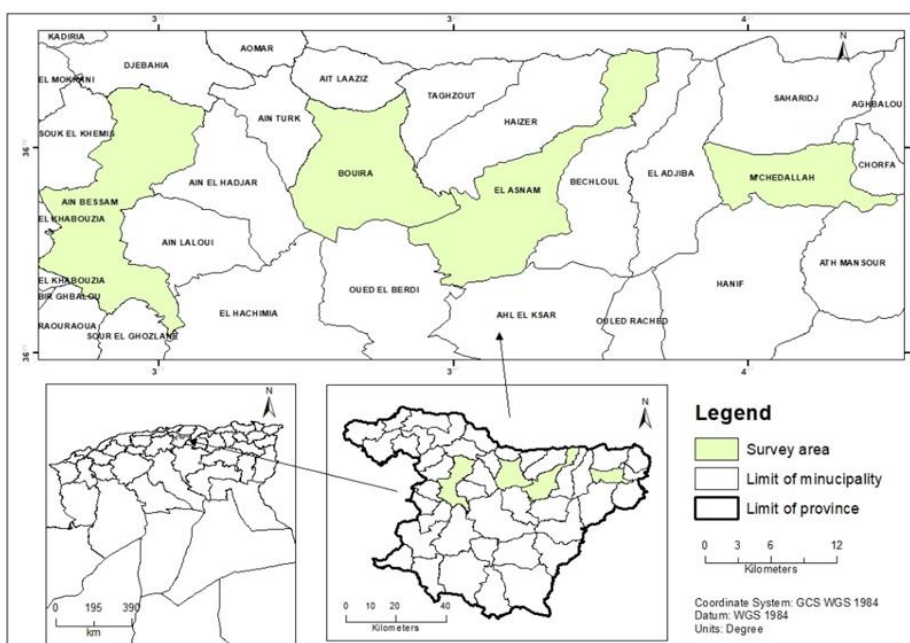 3
3
4
N
KADIRIA
AOMAR
DJEBAHIA
EL MOKRANI
AIT LAAZIZ
TAGHZOUT
SAHARIDJ
AGHBALOU
AIN TURK
HAIZER
SOUK EL KHEMIS
36
36
CHORFA
BOUIRA
EL ADJIBA
M'CHEDALLAH
AIN EL HADJAR
BECHLOUL
EL ASNAM
AIN BESSAM
EL KHABOUZIA
AIN LALOUI
ATH MANSOUR
EL KHABOUZIA
OUED EL BERDI
HANIF
BIR GHBALOU
EL HACHIMIA
AHL EL KSAR
OULED RACHED
RAOURAOUA
SOUR EL GHOZLANE
36
36
3
3
4
N
0 195 390
km
N
0 10 20 40
Kilometers
Legend
Survey area
Limit of minucipality
Limit of province
0 3 6 12
Kilometers
Coordinate System: GCS WGS 1984
Datum: WGS 1984
Units: Degree